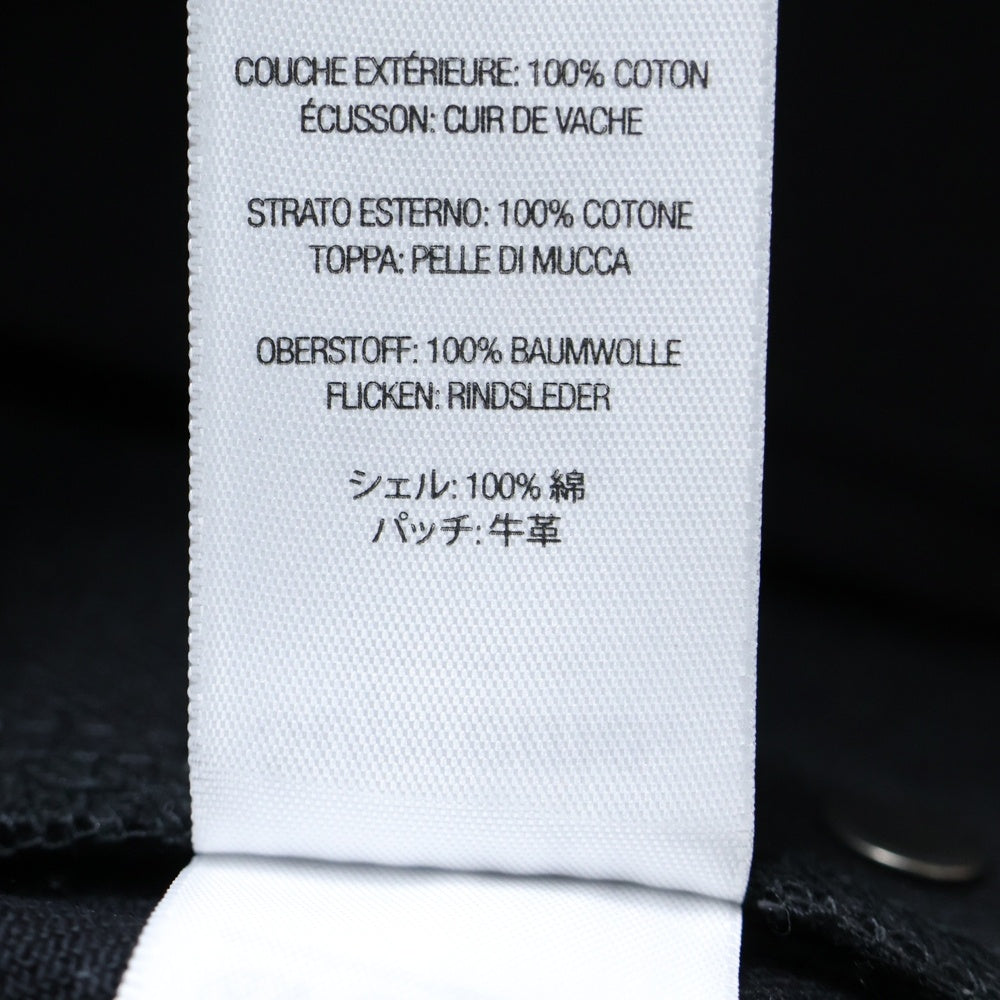 COUCHE EXTÉRIEURE: 100% COTON
ÉCUSSON: CUIR DE VACHE
STRATO ESTERNO: 100% COTONE
TOPPA: PELLE DI MUCCA
OBERSTOFF: 100% BAUMWOLLE
FLICKEN: RINDSLEDER
シェル: 100% 綿
パッチ: 牛革